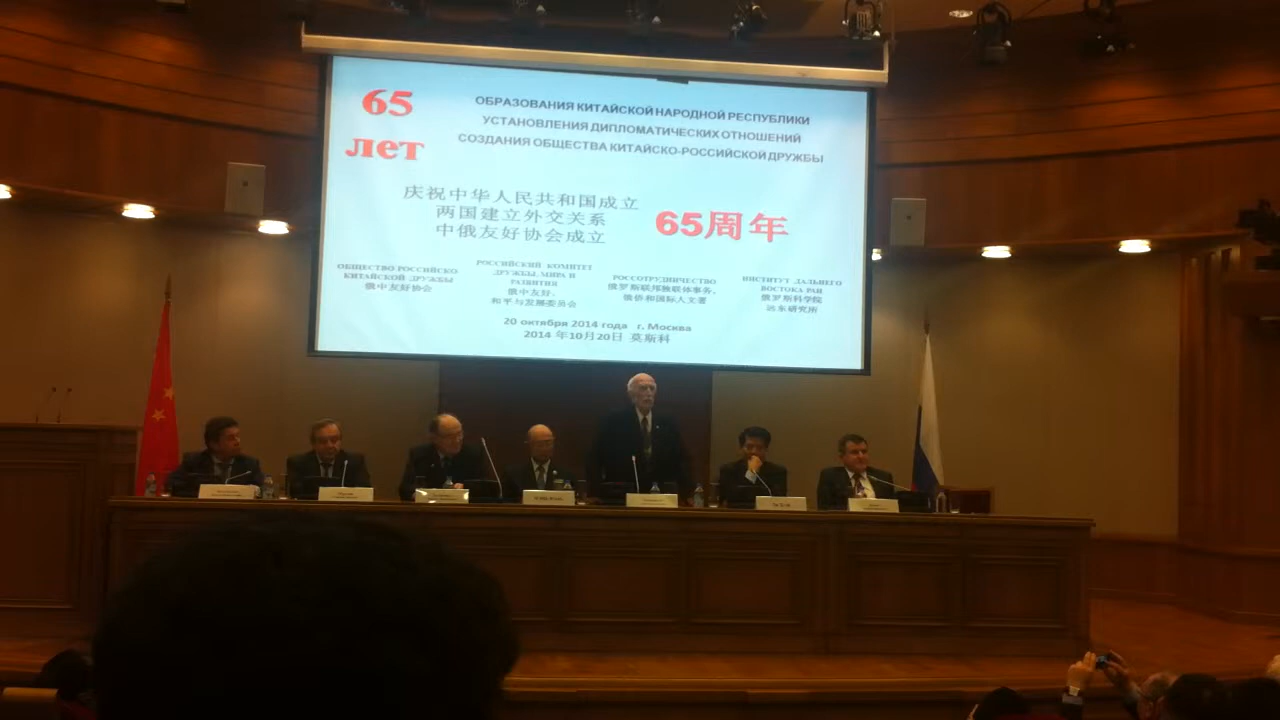 65
лет
ОБРАЗОВАНИЯ КИТАЙСКОЙ НАРОДНОЙ РЕСПУБЛИКИ
УСТАНОВЛЕНИЯ ДИПЛОМАТИЧЕСКИХ ОТНОШЕНИЙ
СОЗДАНИЯ ОБЩЕСТВА КИТАЙСКО-РОССИЙСКОЙ ДРУЖБЫ
庆祝中华人民共和国成立
两国建立外交关系
中俄友好协会成立
65周年
ОБЩЕСТВО РОССИЙСКО-
КИТАЙСКОЙ ДРУЖБЫ
俄中友好协会
РОССИЙСКИЙ КОМИТЕТ
ДРУЖБЫ, МИРА И
РАЗВИТИЯ
俄中友好、
和平与发展委员会
РОССОТРУДНИЧЕСТВО
俄罗斯联邦独联体事务、
俄侨和国际人文署
ИНСТИТУТ ДАЛЬНЕГО
ВОСТОКА РАН
俄罗斯科学院
远东研究所
20 октября 2014 года г. Москва
2014 年10月20日 莫斯科